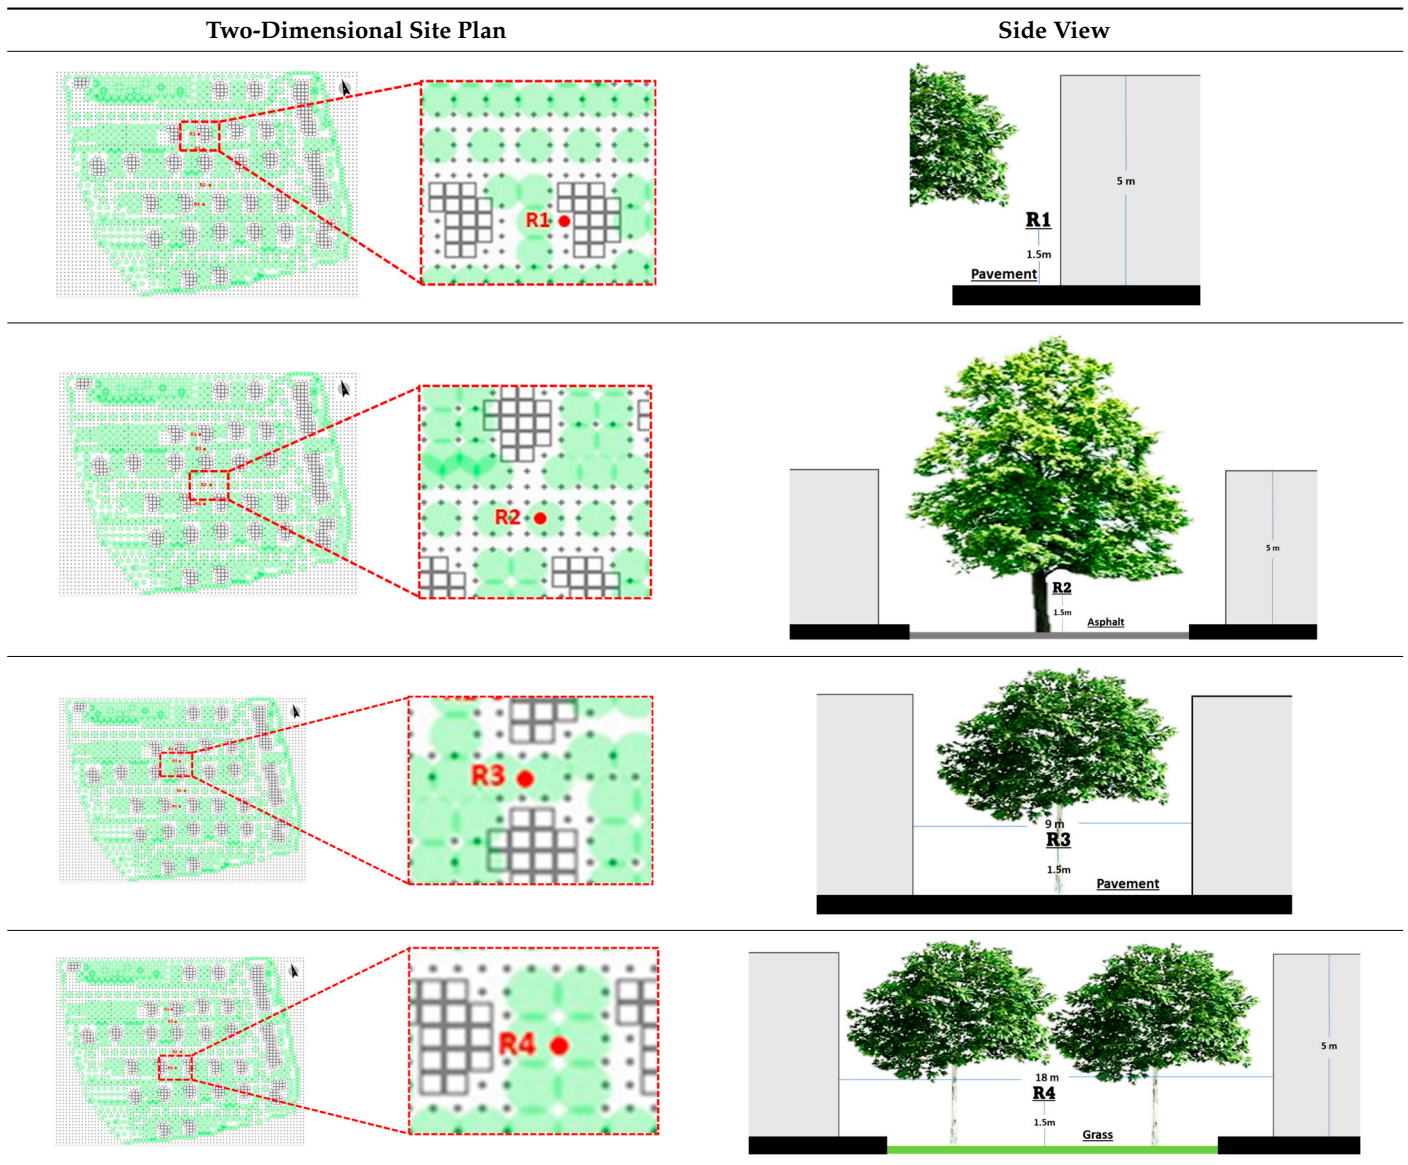 Two-Dimensional Site Plan
Side View
R1
5 m
R1
1.5m
Pavement
R2
5 m
R2
1.5m
Asphalt
R3
9 m
R3
1.5m
Pavement
R4
18 m
5 m
R4
1.5m
Grass